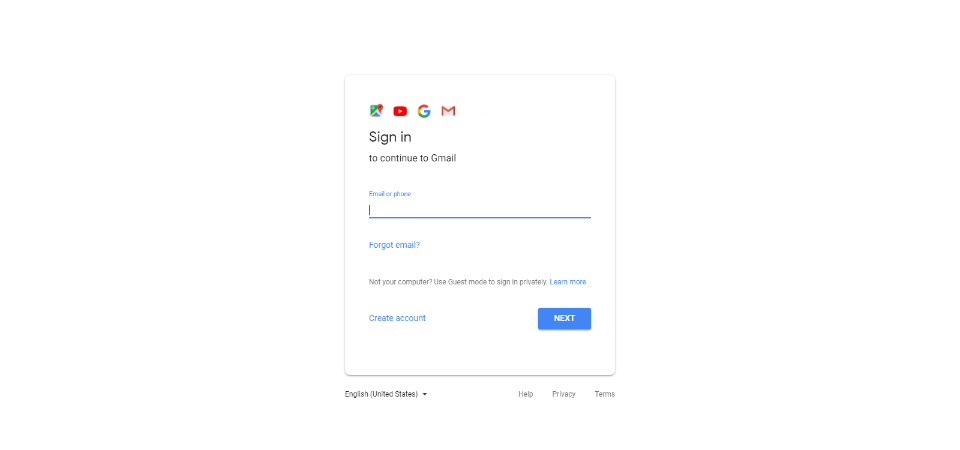 Sign in
to continue to Gmail
Email or phone
Forgot email?
Not your computer? Use Guest mode to sign in privately. Learn more
Create account
NEXT
English (United States)
Help
Privacy
Terms